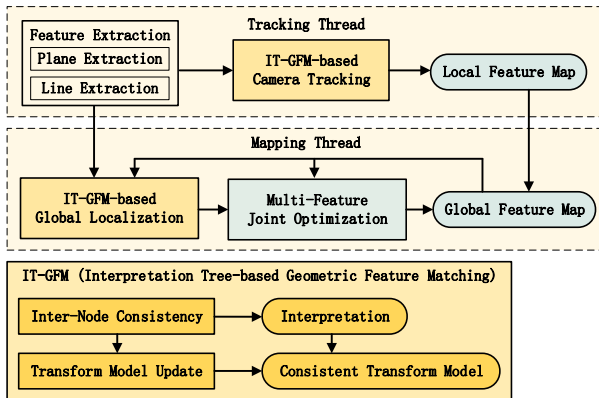 Tracking Thread
Feature Extraction
Plane Extraction
Line Extraction
IT-GFM-based
Camera Tracking
Local Feature Map
Mapping Thread
IT-GFM-based
Global Localization
Multi-Feature
Joint Optimization
Global Feature Map
IT-GFM (Interpretation Tree-based Geometric Feature Matching)
Inter-Node Consistency
Interpretation
Transform Model Update
Consistent Transform Model